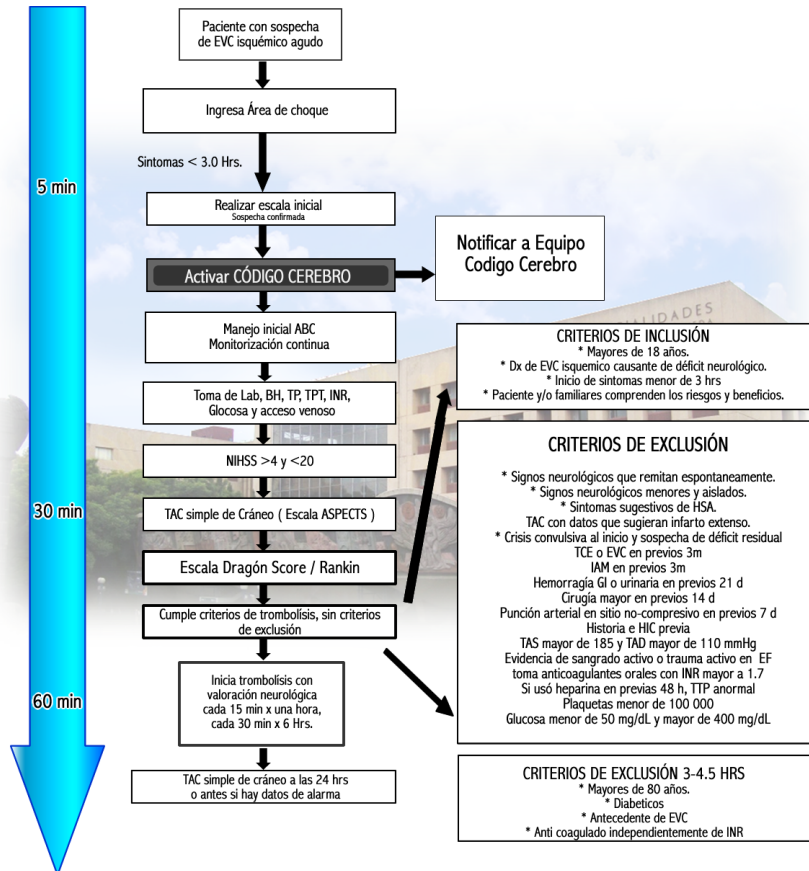 Paciente con sospecha
de EVC isquémico agudo
Ingresa Área de choque
Sintomas < 3.0 Hrs.
5 min
Realizar escala inicial
Sospecha confirmada
Activar CÓDIGO CEREBRO
Notificar a Equipo
Codigo Cerebro
Manejo inicial ABC
Monitorización continua
Toma de Lab, BH, TP, TPT, INR,
Glocosa y acceso venoso
NIHSS >4 y <20
30 min
TAC simple de Cráneo ( Escala ASPECTS )
Escala Dragón Score / Rankin
Cumple criterios de trombolísis, sin criterios
de exclusión
60 min
Inicia trombolisis con
valoración neurológica
cada 15 min x una hora,
cada 30 min x 6 Hrs.
TAC simple de cráneo a las 24 hrs
o antes si hay datos de alarma
CRITERIOS DE INCLUSIÓN
* Mayores de 18 años.
* Dx de EVC isquemico causante de déficit neurológico.
* Inicio de sintomas menor de 3 hrs
* Paciente y/o familiares comprenden los riesgos y beneficios.
CRITERIOS DE EXCLUSIÓN
* Signos neurológicos que remitan espontaneamente.
* Signos neurológicos menores y aislados.
* Sintomas sugestivos de HSA.
TAC con datos que sugieran infarto extenso.
* Crisis convulsiva al inicio y sospecha de déficit residual
TCE o EVC en previos 3m
IAM en previos 3m
Hemorragía GI o urinaria en previos 21 d
Cirugía mayor en previos 14 d
Punción arterial en sitio no-compresivo en previos 7 d
Historia e HIC previa
TAS mayor de 185 y TAD mayor de 110 mmHg
Evidencia de sangrado activo o trauma activo en EF
toma anticoagulantes orales con INR mayor a 1.7
Si usó heparina en previas 48 h, TTP anormal
Plaquetas menor de 100 000
Glucosa menor de 50 mg/dL y mayor de 400 mg/dL
CRITERIOS DE EXCLUSIÓN 3-4.5 HRS
* Mayores de 80 años.
* Diabeticos
* Antecedente de EVC
* Anti coagulado independientemente de INR